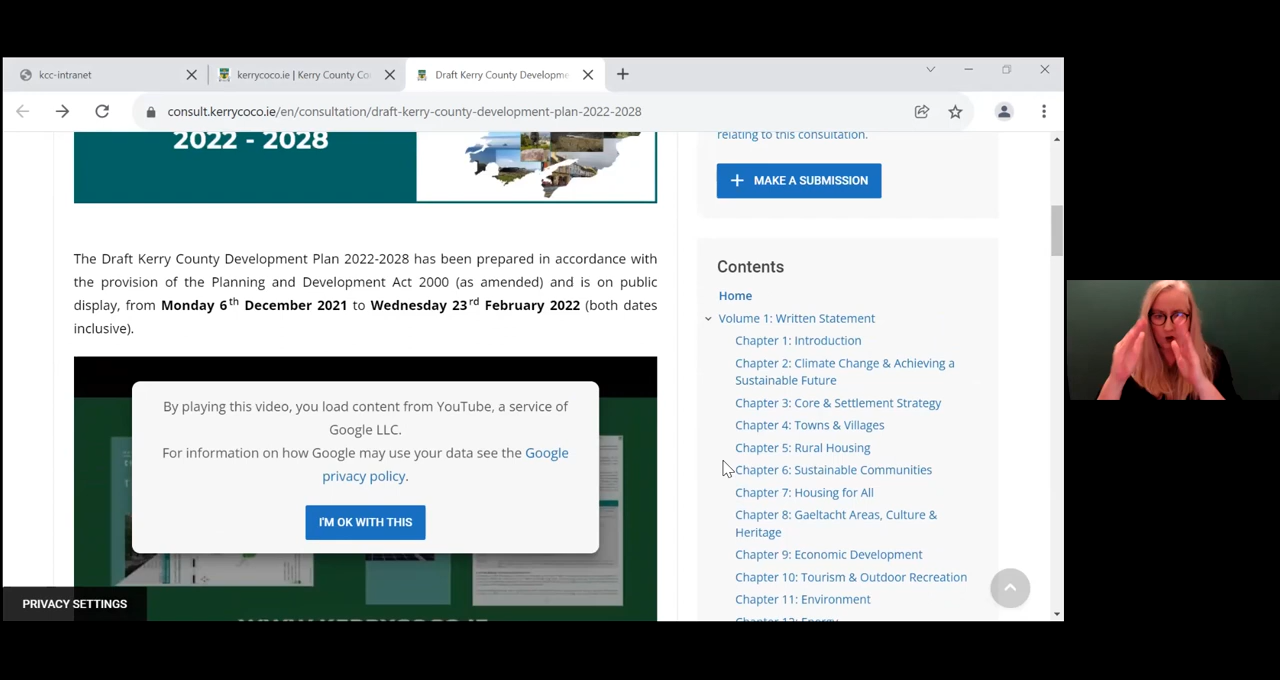 kcc-intranet
kerrycoco.ie | Kerry County Co
Draft Kerry County Developme
consult.kerrycoco.ie/en/consultation/draft-kerry-county-development-plan-2022-2028
2022 - 2028
The Draft Kerry County Development Plan 2022-2028 has been prepared in accordance with
the provision of the Planning and Development Act 2000 (as amended) and is on public
display, from Monday 6th December 2021 to Wednesday 23rd February 2022 (both dates
inclusive).
By playing this video, you load content from YouTube, a service of
Google LLC.
For information on how Google may use your data see the Google
privacy policy.
I'M OK WITH THIS
WWW.KERRYCOCO.IE
PRIVACY SETTINGS
relating to this consultation.
+ MAKE A SUBMISSION
Contents
Home
Volume 1: Written Statement
Chapter 1: Introduction
Chapter 2: Climate Change & Achieving a
Sustainable Future
Chapter 3: Core & Settlement Strategy
Chapter 4: Towns & Villages
Chapter 5: Rural Housing
Chapter 6: Sustainable Communities
Chapter 7: Housing for All
Chapter 8: Gaeltacht Areas, Culture &
Heritage
Chapter 9: Economic Development
Chapter 10: Tourism & Outdoor Recreation
Chapter 11: Environment
Chapter 12: Energy